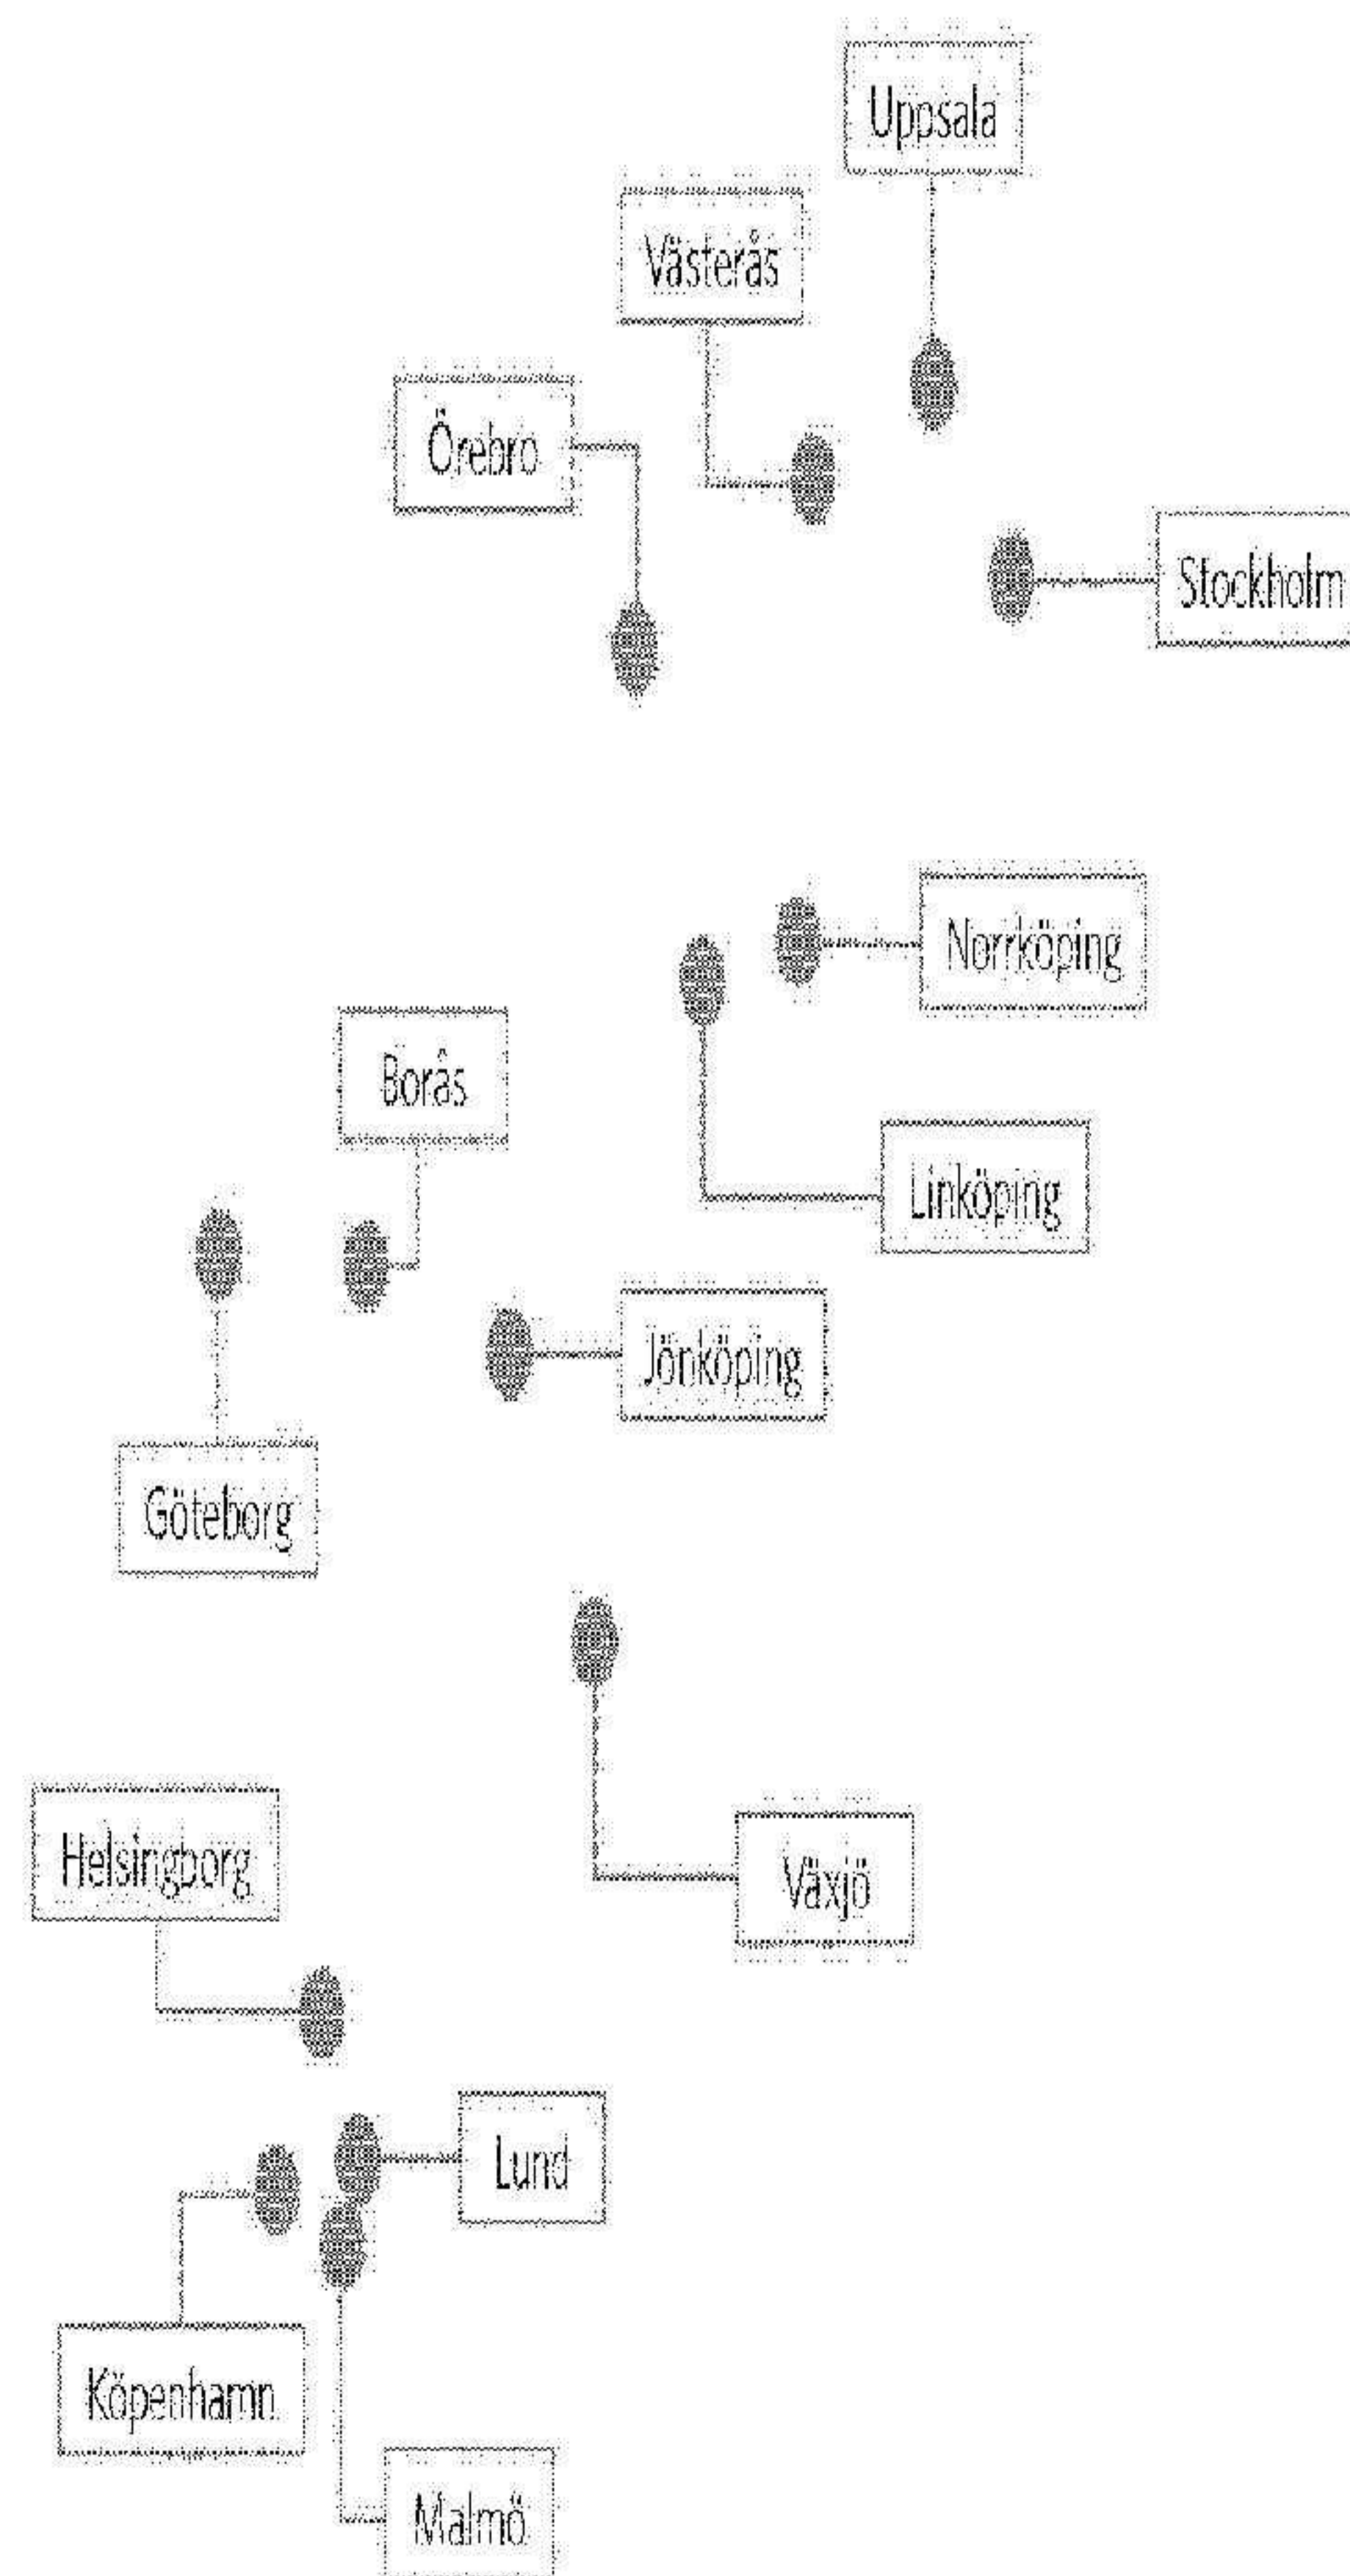 Uppsala
Västerås
Örebro
Stockholm
Norrköping
Borås
Linköping
Jönköping
Göteborg
Helsingborg
Växjö
Lund
Köpenhamn
Malmö